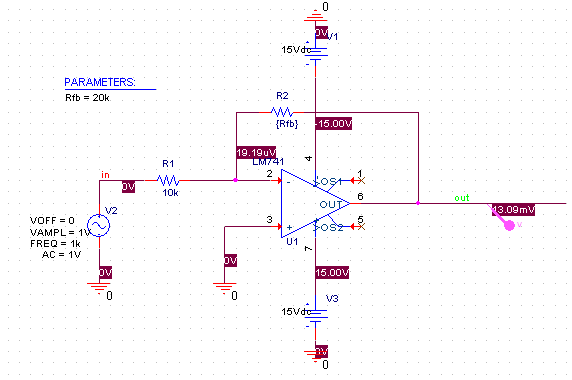 0
0V
V1
15Vdc
PARAMETERS:
Rfb = 20k
R2
{Rfb}
-15.00V
19.19uV
LM741
4
in
R1
10k
0V
2
-
OS1
1
OUT
6
out
43.09mV
v
V2
VOFF = 0
VAMPL = 1V
FREQ = 1k
AC = 1V
3
+
OS2
5
U1
7
0V
0V
15.00V
0
0
V3
15Vdc
0V
0